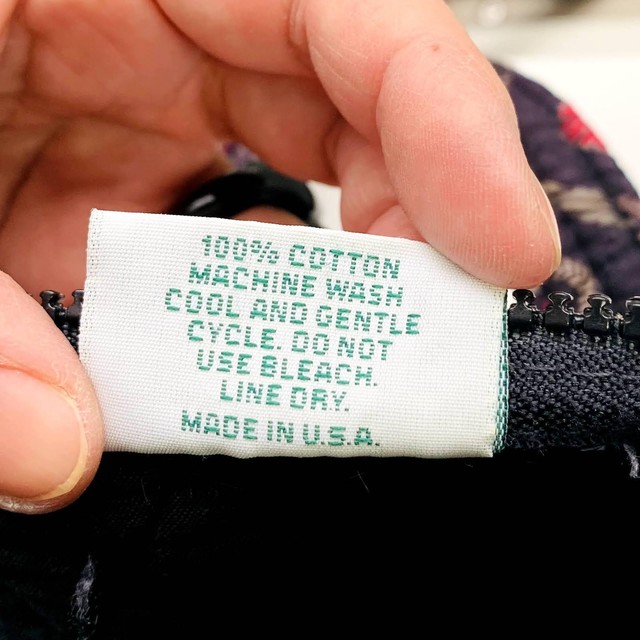 100% COTTON
MACHINE WASH
COOL AND GENTLE
CYCLE. DO NOT
USE BLEACH.
LINE DRY.
MADE IN U.S.A.